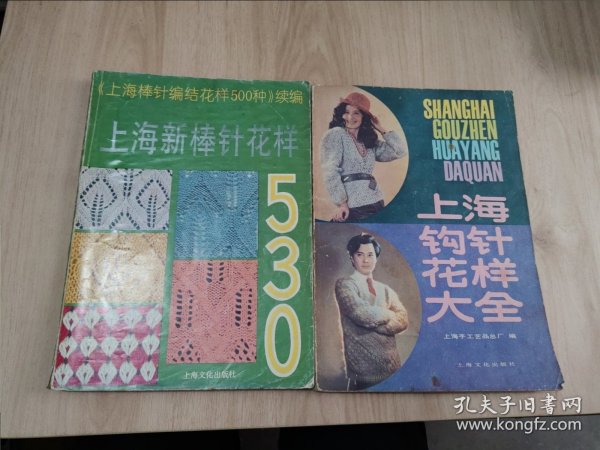 《上海棒针编结花样500种》续编
上海新棒针花样
530
上海文化出版社
SHANGHAI
GOUZHEN
HUAYANG
DAQUAN
上海
钩针
花样
大全
上海手工艺品总厂 编
上海文化出版社
孔夫子旧书网
www.kongfz.com